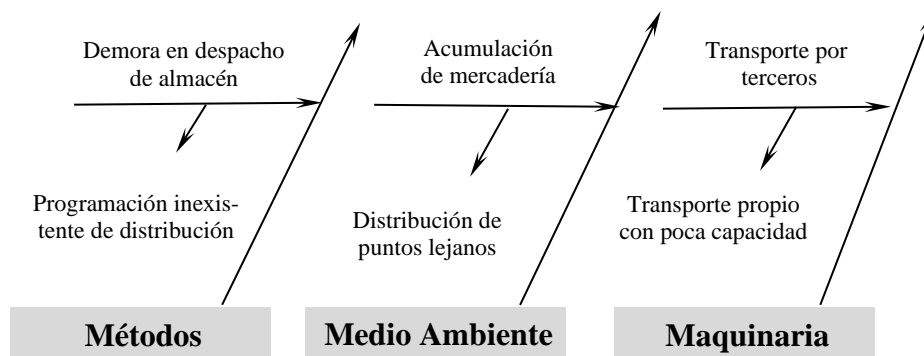 Demora en despacho
de almacén
Acumulación
de mercadería
Transporte por
terceros
Programación inexis-
tente de distribución
Distribución de
puntos lejanos
Transporte propio
con poca capacidad
Métodos
Medio Ambiente
Maquinaria